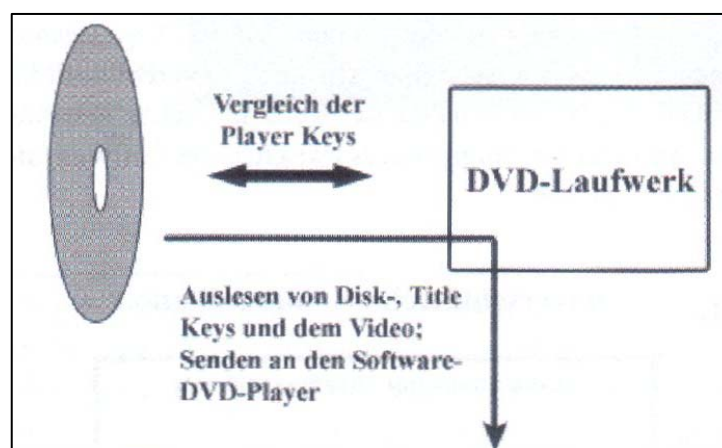 Vergleich der
Player Keys
DVD-Laufwerk
Auslesen von Disk-, Title
Keys und dem Video;
Senden an den Software-
DVD-Player